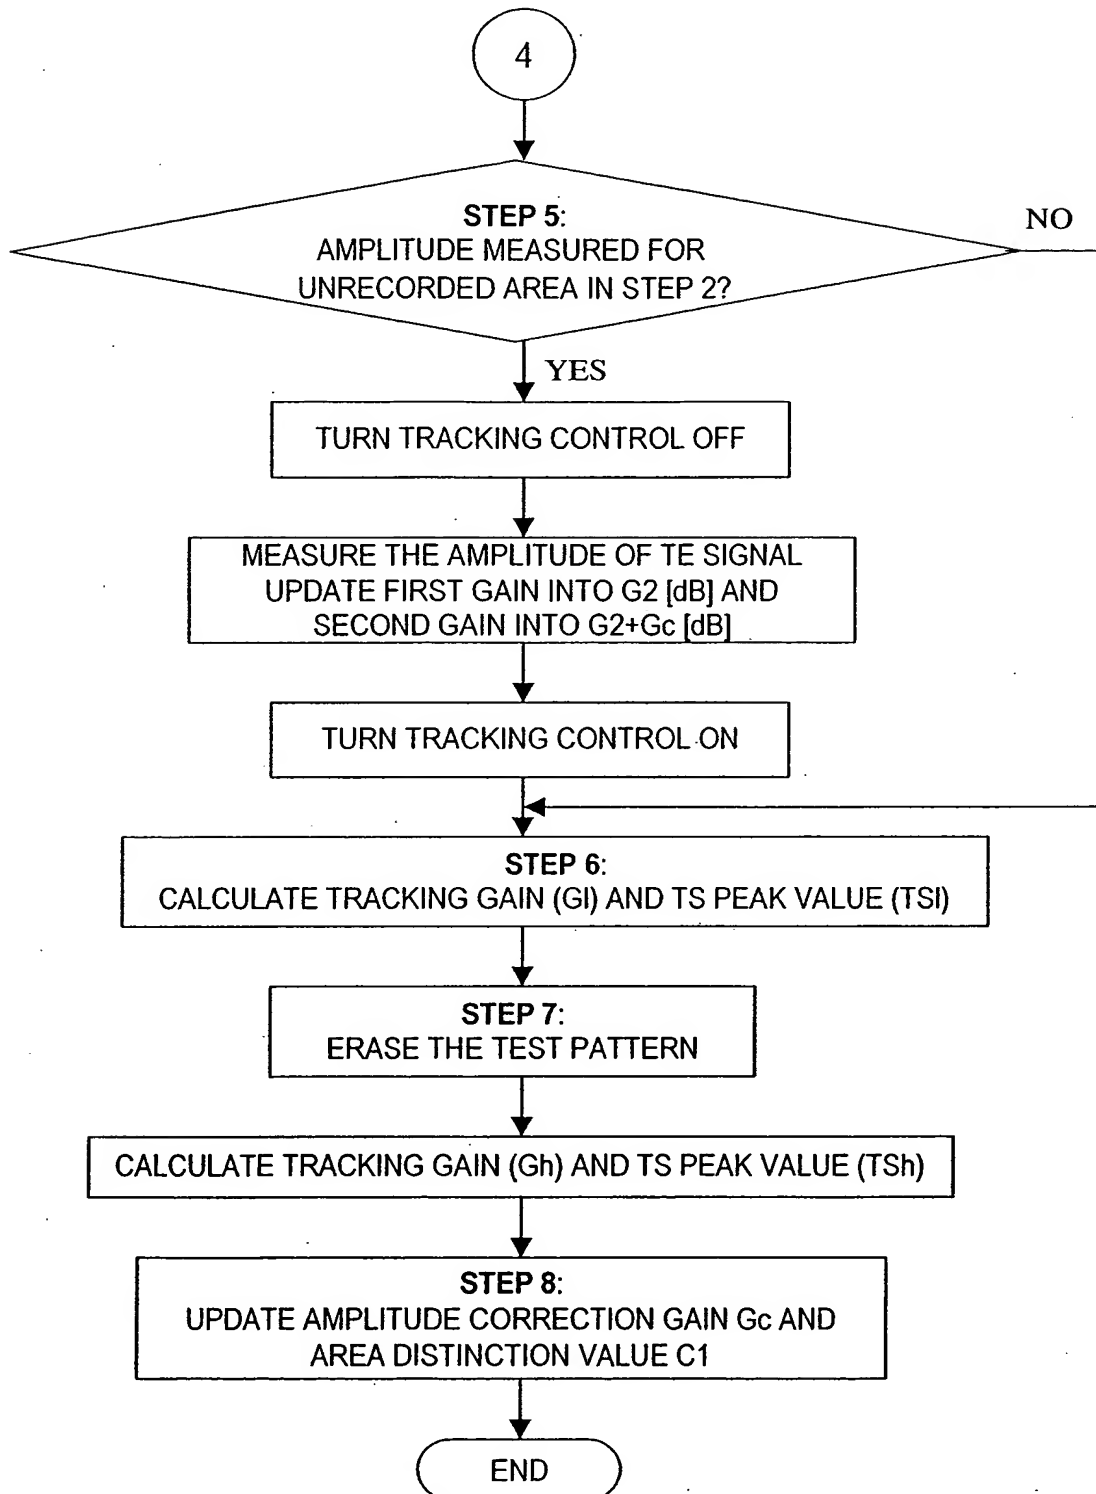 4
STEP 5:
AMPLITUDE MEASURED FOR
UNRECORDED AREA IN STEP 2?
NO
YES
TURN TRACKING CONTROL OFF
MEASURE THE AMPLITUDE OF TE SIGNAL
UPDATE FIRST GAIN INTO G2 [dB] AND
SECOND GAIN INTO G2+Gc [dB]
TURN TRACKING CONTROL ON
STEP 6:
CALCULATE TRACKING GAIN (Gl) AND TS PEAK VALUE (TSl)
STEP 7:
ERASE THE TEST PATTERN
CALCULATE TRACKING GAIN (Gh) AND TS PEAK VALUE (TSh)
STEP 8:
UPDATE AMPLITUDE CORRECTION GAIN Gc AND
AREA DISTINCTION VALUE C1
END